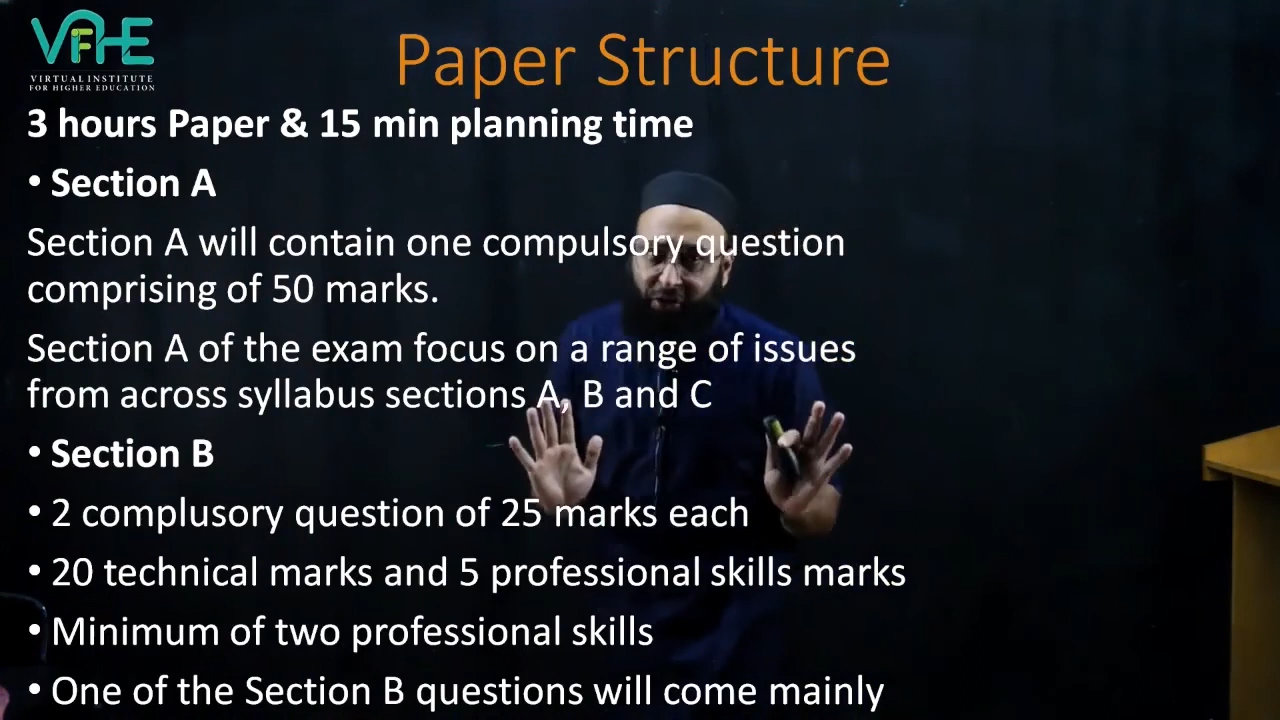 VIFHE
VIRTUAL INSTITUTE
FOR HIGHER EDUCATION
Paper Structure
3 hours Paper & 15 min planning time
• Section A
Section A will contain one compulsory question
comprising of 50 marks.
Section A of the exam focus on a range of issues
from across syllabus sections A, B and C
• Section B
• 2 complusory question of 25 marks each
• 20 technical marks and 5 professional skills marks
• Minimum of two professional skills
• One of the Section B questions will come mainly